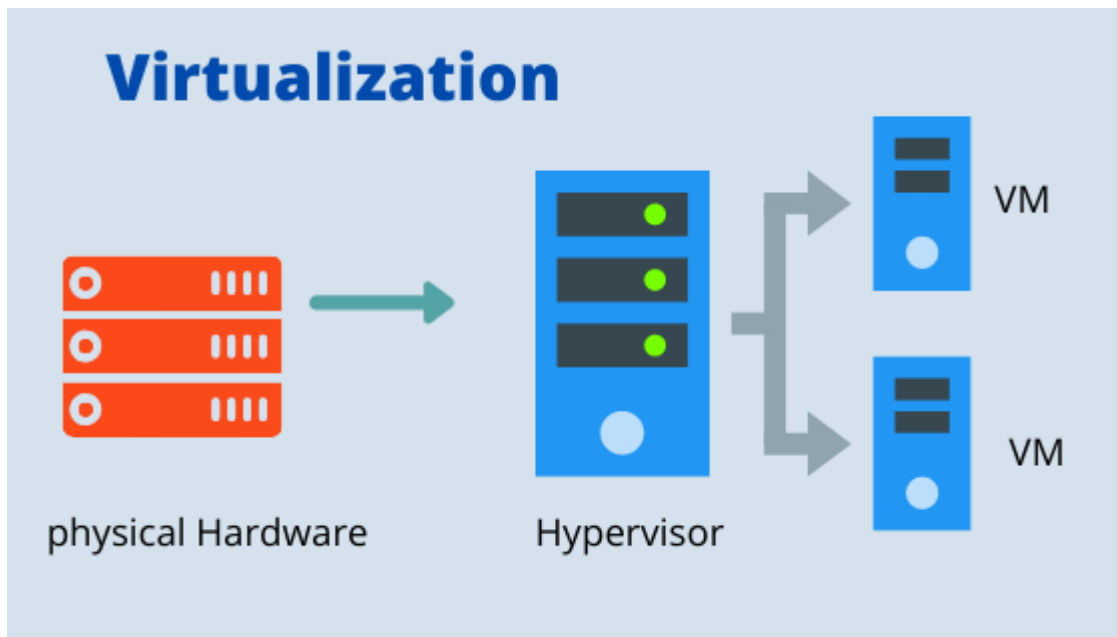 Virtualization
VM
VM
physical Hardware
Hypervisor